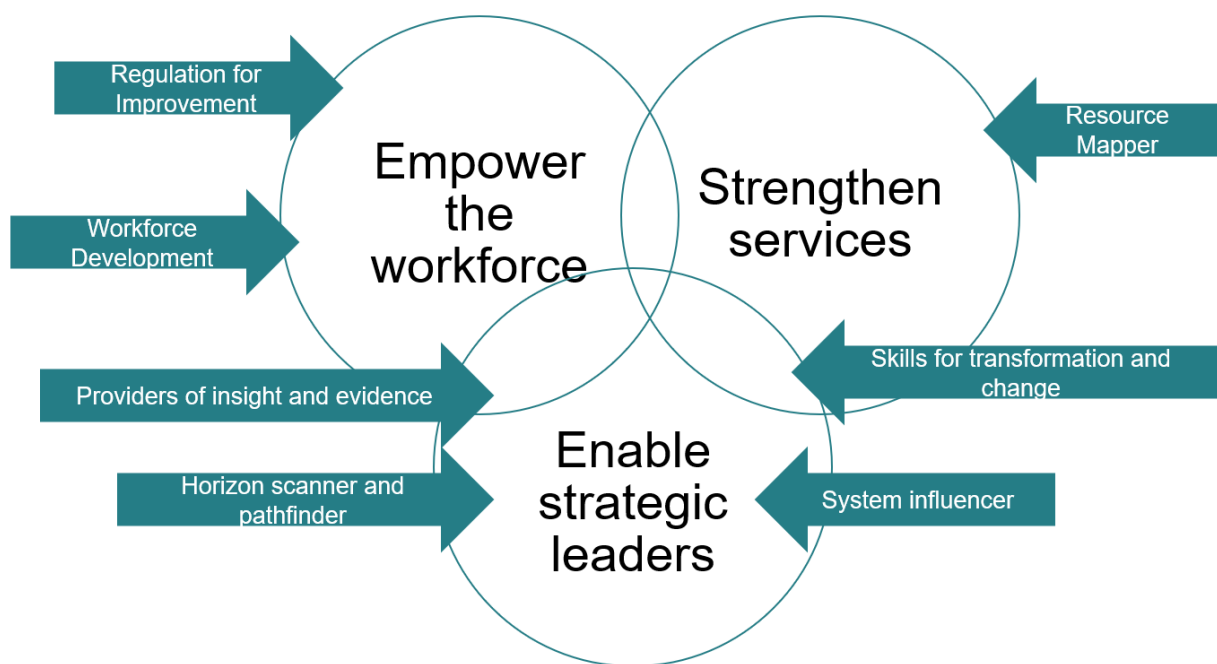 Regulation for
Improvement
Empower
the
workforce
Strengthen
services
Resource
Mapper
Workforce
Development
Providers of insight and evidence
Skills for transformation and
change
Enable
strategic
leaders
Horizon scanner and
pathfinder
System influencer